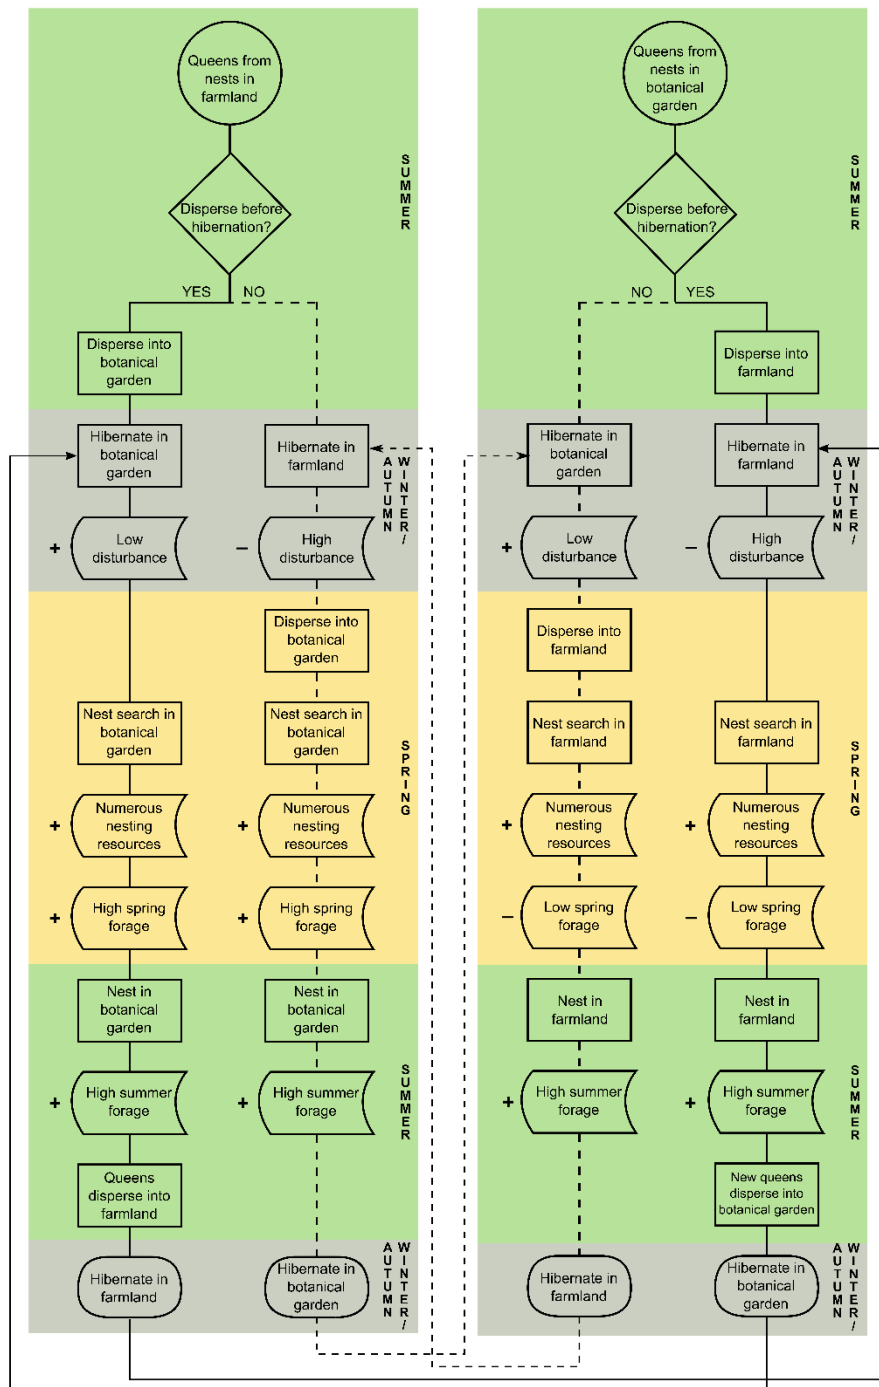 Queens from
nests in
farmland
Disperse before
hibernation?
YES
NO
SUMMER
Disperse into
botanical
garden
Hibernate in
botanical
garden
Hibernate in
farmland
AUTUMN
WINTER/
+
Low
disturbance
–
High
disturbance
Disperse into
botanical
garden
Nest search in
botanical
garden
Nest search in
botanical
garden
SPRING
+
Numerous
nesting
resources
+
Numerous
nesting
resources
+
High spring
forage
+
High spring
forage
Nest in
botanical
garden
Nest in
botanical
garden
SUMMER
+
High summer
forage
+
High summer
forage
Queens
disperse into
farmland
Hibernate in
farmland
Hibernate in
botanical
garden
AUTUMN
WINTER/
Queens from
nests in
botanical
garden
Disperse before
hibernation?
NO
YES
SUMMER
Disperse into
farmland
Hibernate in
botanical
garden
Hibernate in
farmland
AUTUMN
WINTER/
+
Low
disturbance
–
High
disturbance
Disperse into
farmland
Nest search in
farmland
Nest search in
farmland
SPRING
+
Numerous
nesting
resources
+
Numerous
nesting
resources
–
Low spring
forage
–
Low spring
forage
Nest in
farmland
Nest in
farmland
SUMMER
+
High summer
forage
+
High summer
forage
New queens
disperse into
botanical garden
Hibernate in
farmland
Hibernate in
botanical
garden
AUTUMN
WINTER/